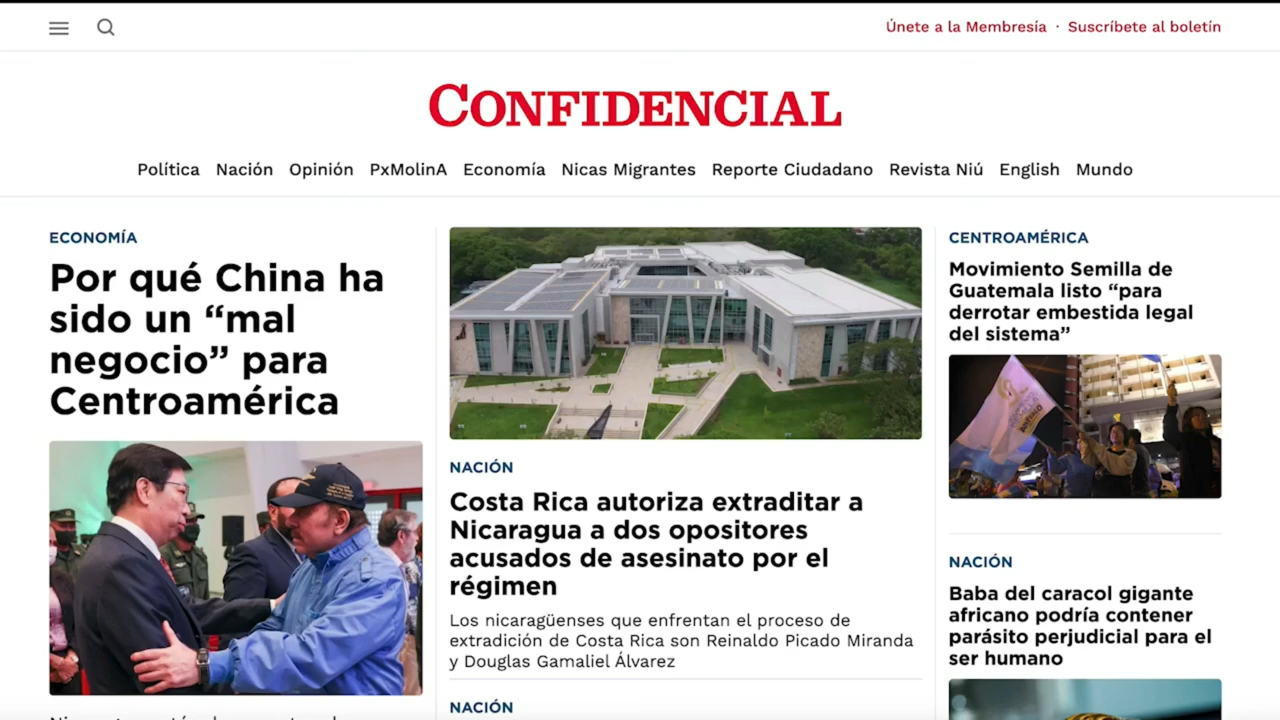 Únete a la Membresía · Suscríbete al boletín
CONFIDENCIAL
Política Nación Opinión PxMolinA Economía Nicas Migrantes Reporte Ciudadano Revista Niú English Mundo
ECONOMÍA
Por qué China ha
sido un “mal
negocio” para
Centroamérica
NACIÓN
Costa Rica autoriza extraditar a
Nicaragua a dos opositores
acusados de asesinato por el
régimen
Los nicaragüenses que enfrentan el proceso de
extradición de Costa Rica son Reinaldo Picado Miranda
y Douglas Gamaliel Álvarez
NACIÓN
CENTROAMÉRICA
Movimiento Semilla de
Guatemala listo “para
derrotar embestida legal
del sistema”
NACIÓN
Baba del caracol gigante
africano podría contener
parásito perjudicial para el
ser humano